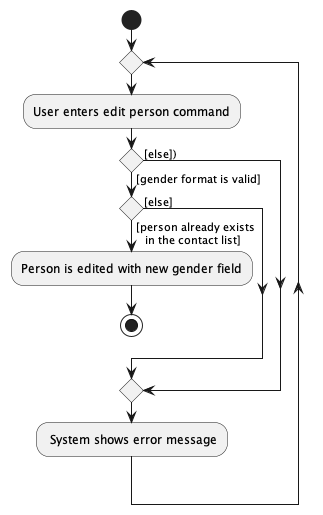 User enters edit person command
[else])
[gender format is valid]
[else]
[person already exists
in the contact list]
Person is edited with new gender field
System shows error message